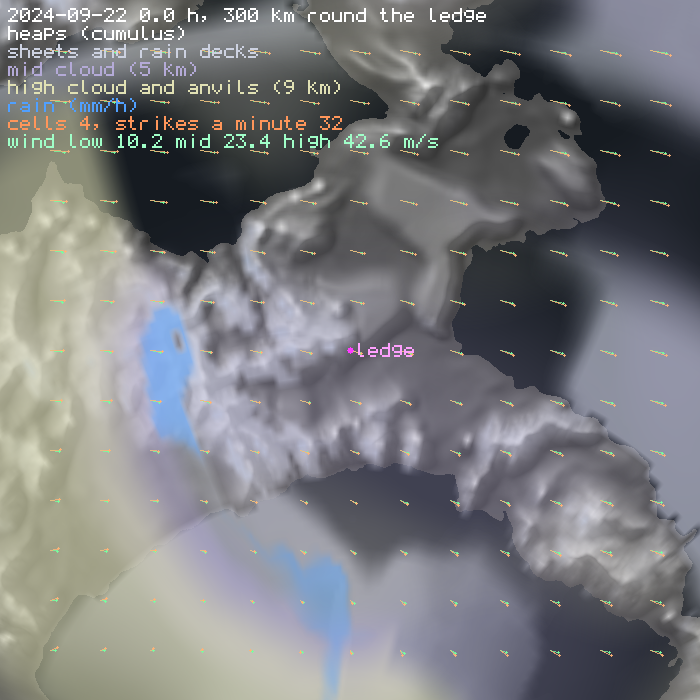 2024-09-22 0.0 h, 300 km round the ledge
heaps (cumulus)
sheets and rain decks
mid cloud (5 km)
high cloud and anvils (9 km)
rain (mm/h)
cells 4, strikes a minute 32
wind low 10.2 mid 23.4 high 42.6 m/s
ledge